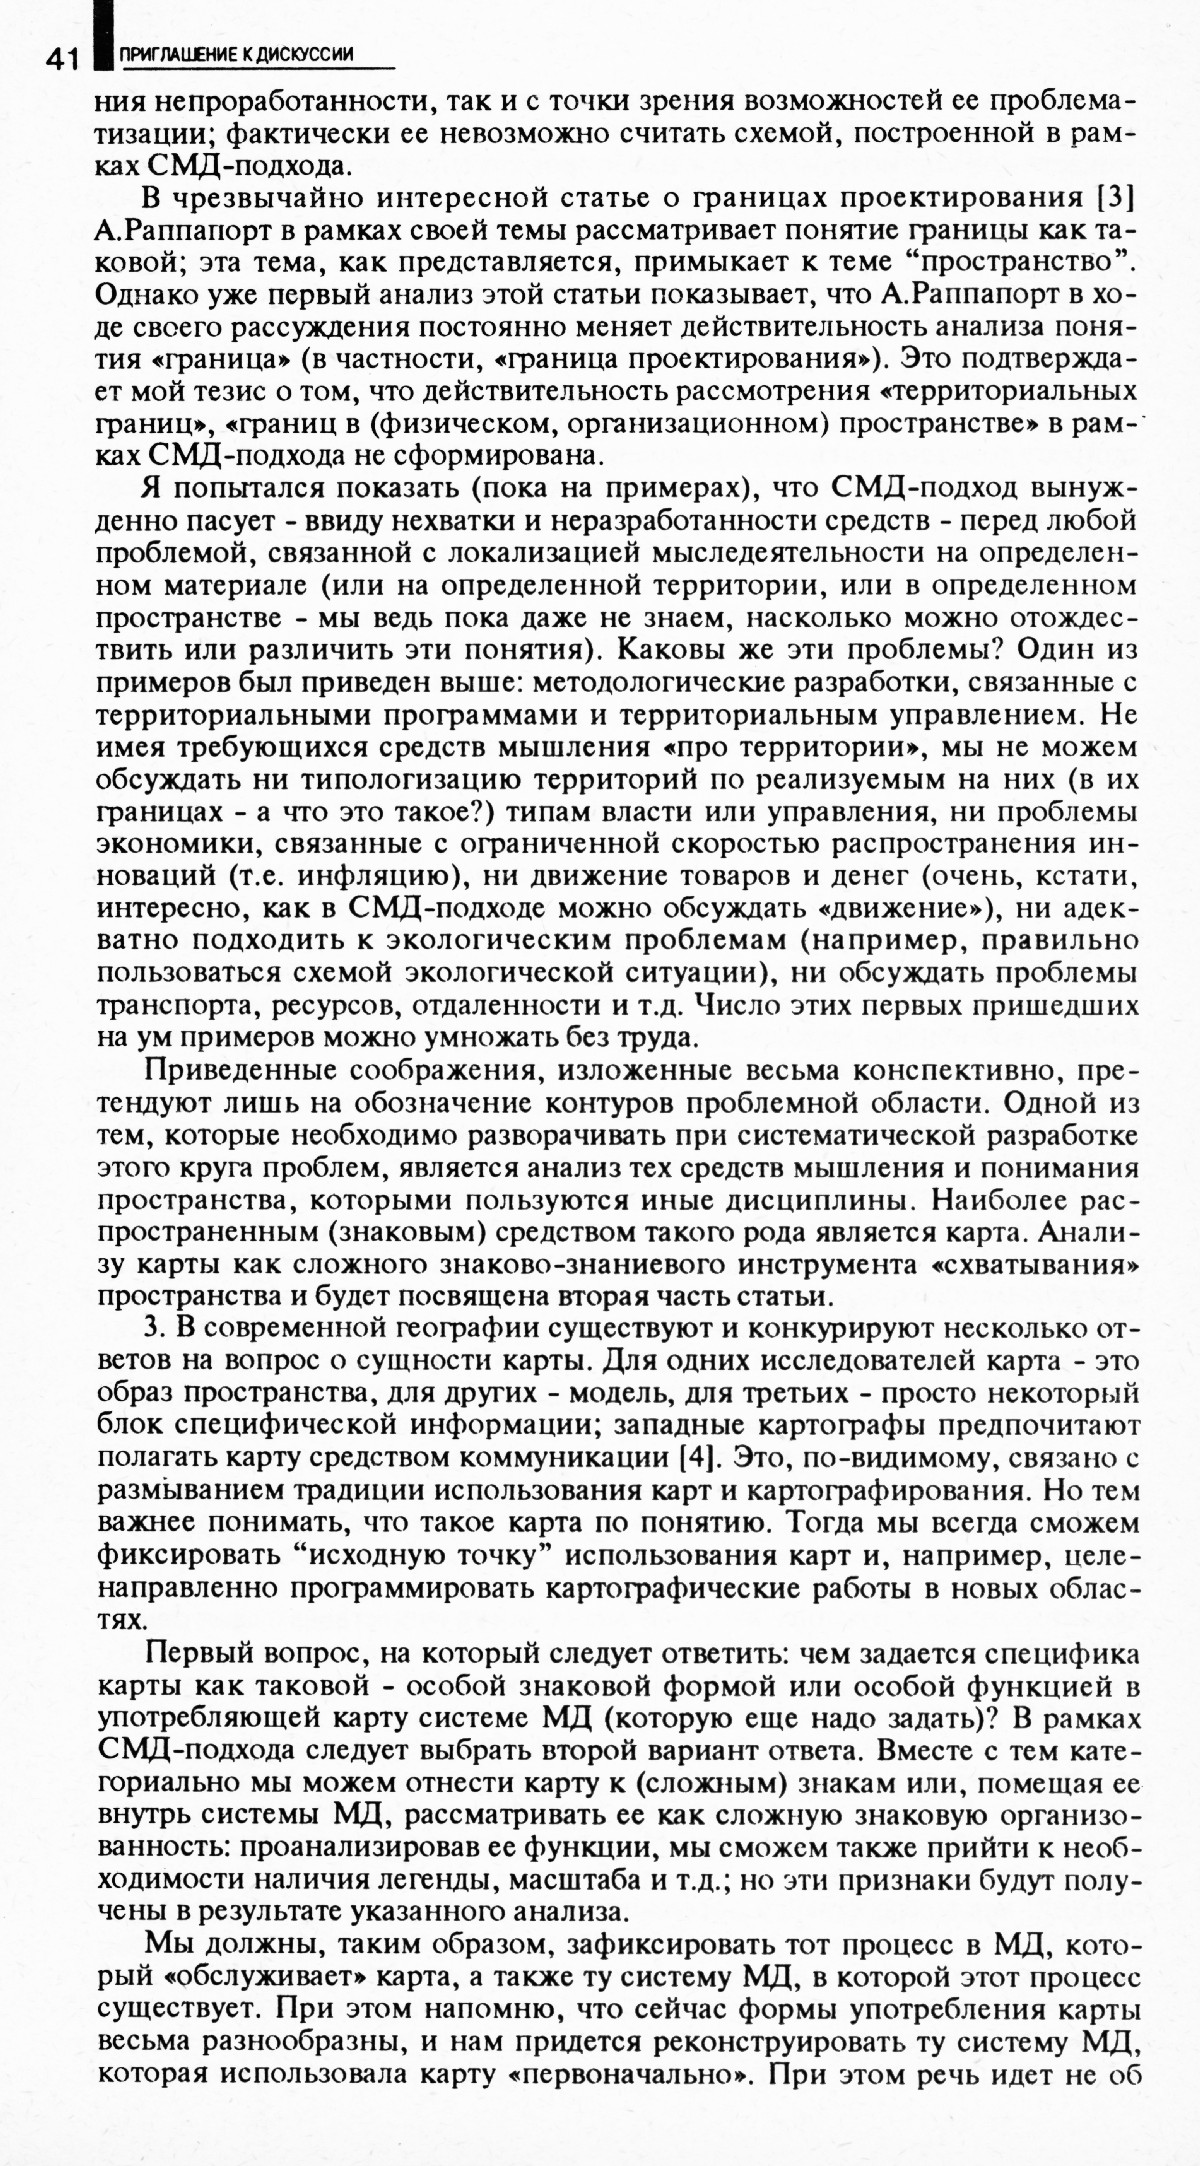 41 ПРИГЛАШЕНИЕ К ДИСКУССИИ
ния непроработанности, так и с точки зрения возможностей ее проблема-
тизации; фактически ее невозможно считать схемой, построенной в рам-
ках СМД-подхода.
В чрезвычайно интересной статье о границах проектирования [3]
А.Раппапорт в рамках своей темы рассматривает понятие границы как та-
ковой; эта тема, как представляется, примыкает к теме “пространство”.
Однако уже первый анализ этой статьи показывает, что А.Раппапорт в хо-
де своего рассуждения постоянно меняет действительность анализа поня-
тия «граница» (в частности, «граница проектирования»). Это подтвержда-
ет мой тезис о том, что действительность рассмотрения «территориальных
границ», «границ в (физическом, организационном) пространстве» в рам-
ках СМД-подхода не сформирована.
Я попытался показать (пока на примерах), что СМД-подход вынуж-
денно пасует - ввиду нехватки и неразработанности средств - перед любой
проблемой, связанной с локализацией мыследеятельности на определен-
ном материале (или на определенной территории, или в определенном
пространстве - мы ведь пока даже не знаем, насколько можно отождес-
твить или различить эти понятия). Каковы же эти проблемы? Один из
примеров был приведен выше: методологические разработки, связанные с
территориальными программами и территориальным управлением. Не
имея требующихся средств мышления «про территории», мы не можем
обсуждать ни типологизацию территорий по реализуемым на них (в их
границах - а что это такое?) типам власти или управления, ни проблемы
экономики, связанные с ограниченной скоростью распространения ин-
новаций (т.е. инфляцию), ни движение товаров и денег (очень, кстати,
интересно, как в СМД-подходе можно обсуждать «движение»), ни адек-
ватно подходить к экологическим проблемам (например, правильно
пользоваться схемой экологической ситуации), ни обсуждать проблемы
транспорта, ресурсов, отдаленности и т.д. Число этих первых пришедших
на ум примеров можно умножать без труда.
Приведенные соображения, изложенные весьма конспективно, пре-
тендуют лишь на обозначение контуров проблемной области. Одной из
тем, которые необходимо разворачивать при систематической разработке
этого круга проблем, является анализ тех средств мышления и понимания
пространства, которыми пользуются иные дисциплины. Наиболее рас-
пространенным (знаковым) средством такого рода является карта. Анали-
зу карты как сложного знаково-знаниевого инструмента «схватывания»
пространства и будет посвящена вторая часть статьи.
3. В современной географии существуют и конкурируют несколько от-
ветов на вопрос о сущности карты. Для одних исследователей карта - это
образ пространства, для других - модель, для третьих - просто некоторый
блок специфической информации; западные картографы предпочитают
полагать карту средством коммуникации [4]. Это, по-видимому, связано с
размыванием традиции использования карт и картографирования. Но тем
важнее понимать, что такое карта по понятию. Тогда мы всегда сможем
фиксировать “исходную точку” использования карт и, например, целе-
направленно программировать картографические работы в новых облас-
тях.
Первый вопрос, на который следует ответить: чем задается специфика
карты как таковой - особой знаковой формой или особой функцией в
употребляющей карту системе МД (которую еще надо задать)? В рамках
СМД-подхода следует выбрать второй вариант ответа. Вместе с тем кате-
гориально мы можем отнести карту к (сложным) знакам или, помещая ее
внутрь системы МД, рассматривать ее как сложную знаковую организо-
ванность: проанализировав ее функции, мы сможем также прийти к необ-
ходимости наличия легенды, масштаба и т.д.; но эти признаки будут полу-
чены в результате указанного анализа.
Мы должны, таким образом, зафиксировать тот процесс в МД, кото-
рый «обслуживает» карта, а также ту систему МД, в которой этот процесс
существует. При этом напомню, что сейчас формы употребления карты
весьма разнообразны, и нам придется реконструировать ту систему МД,
которая использовала карту «первоначально». При этом речь идет не об